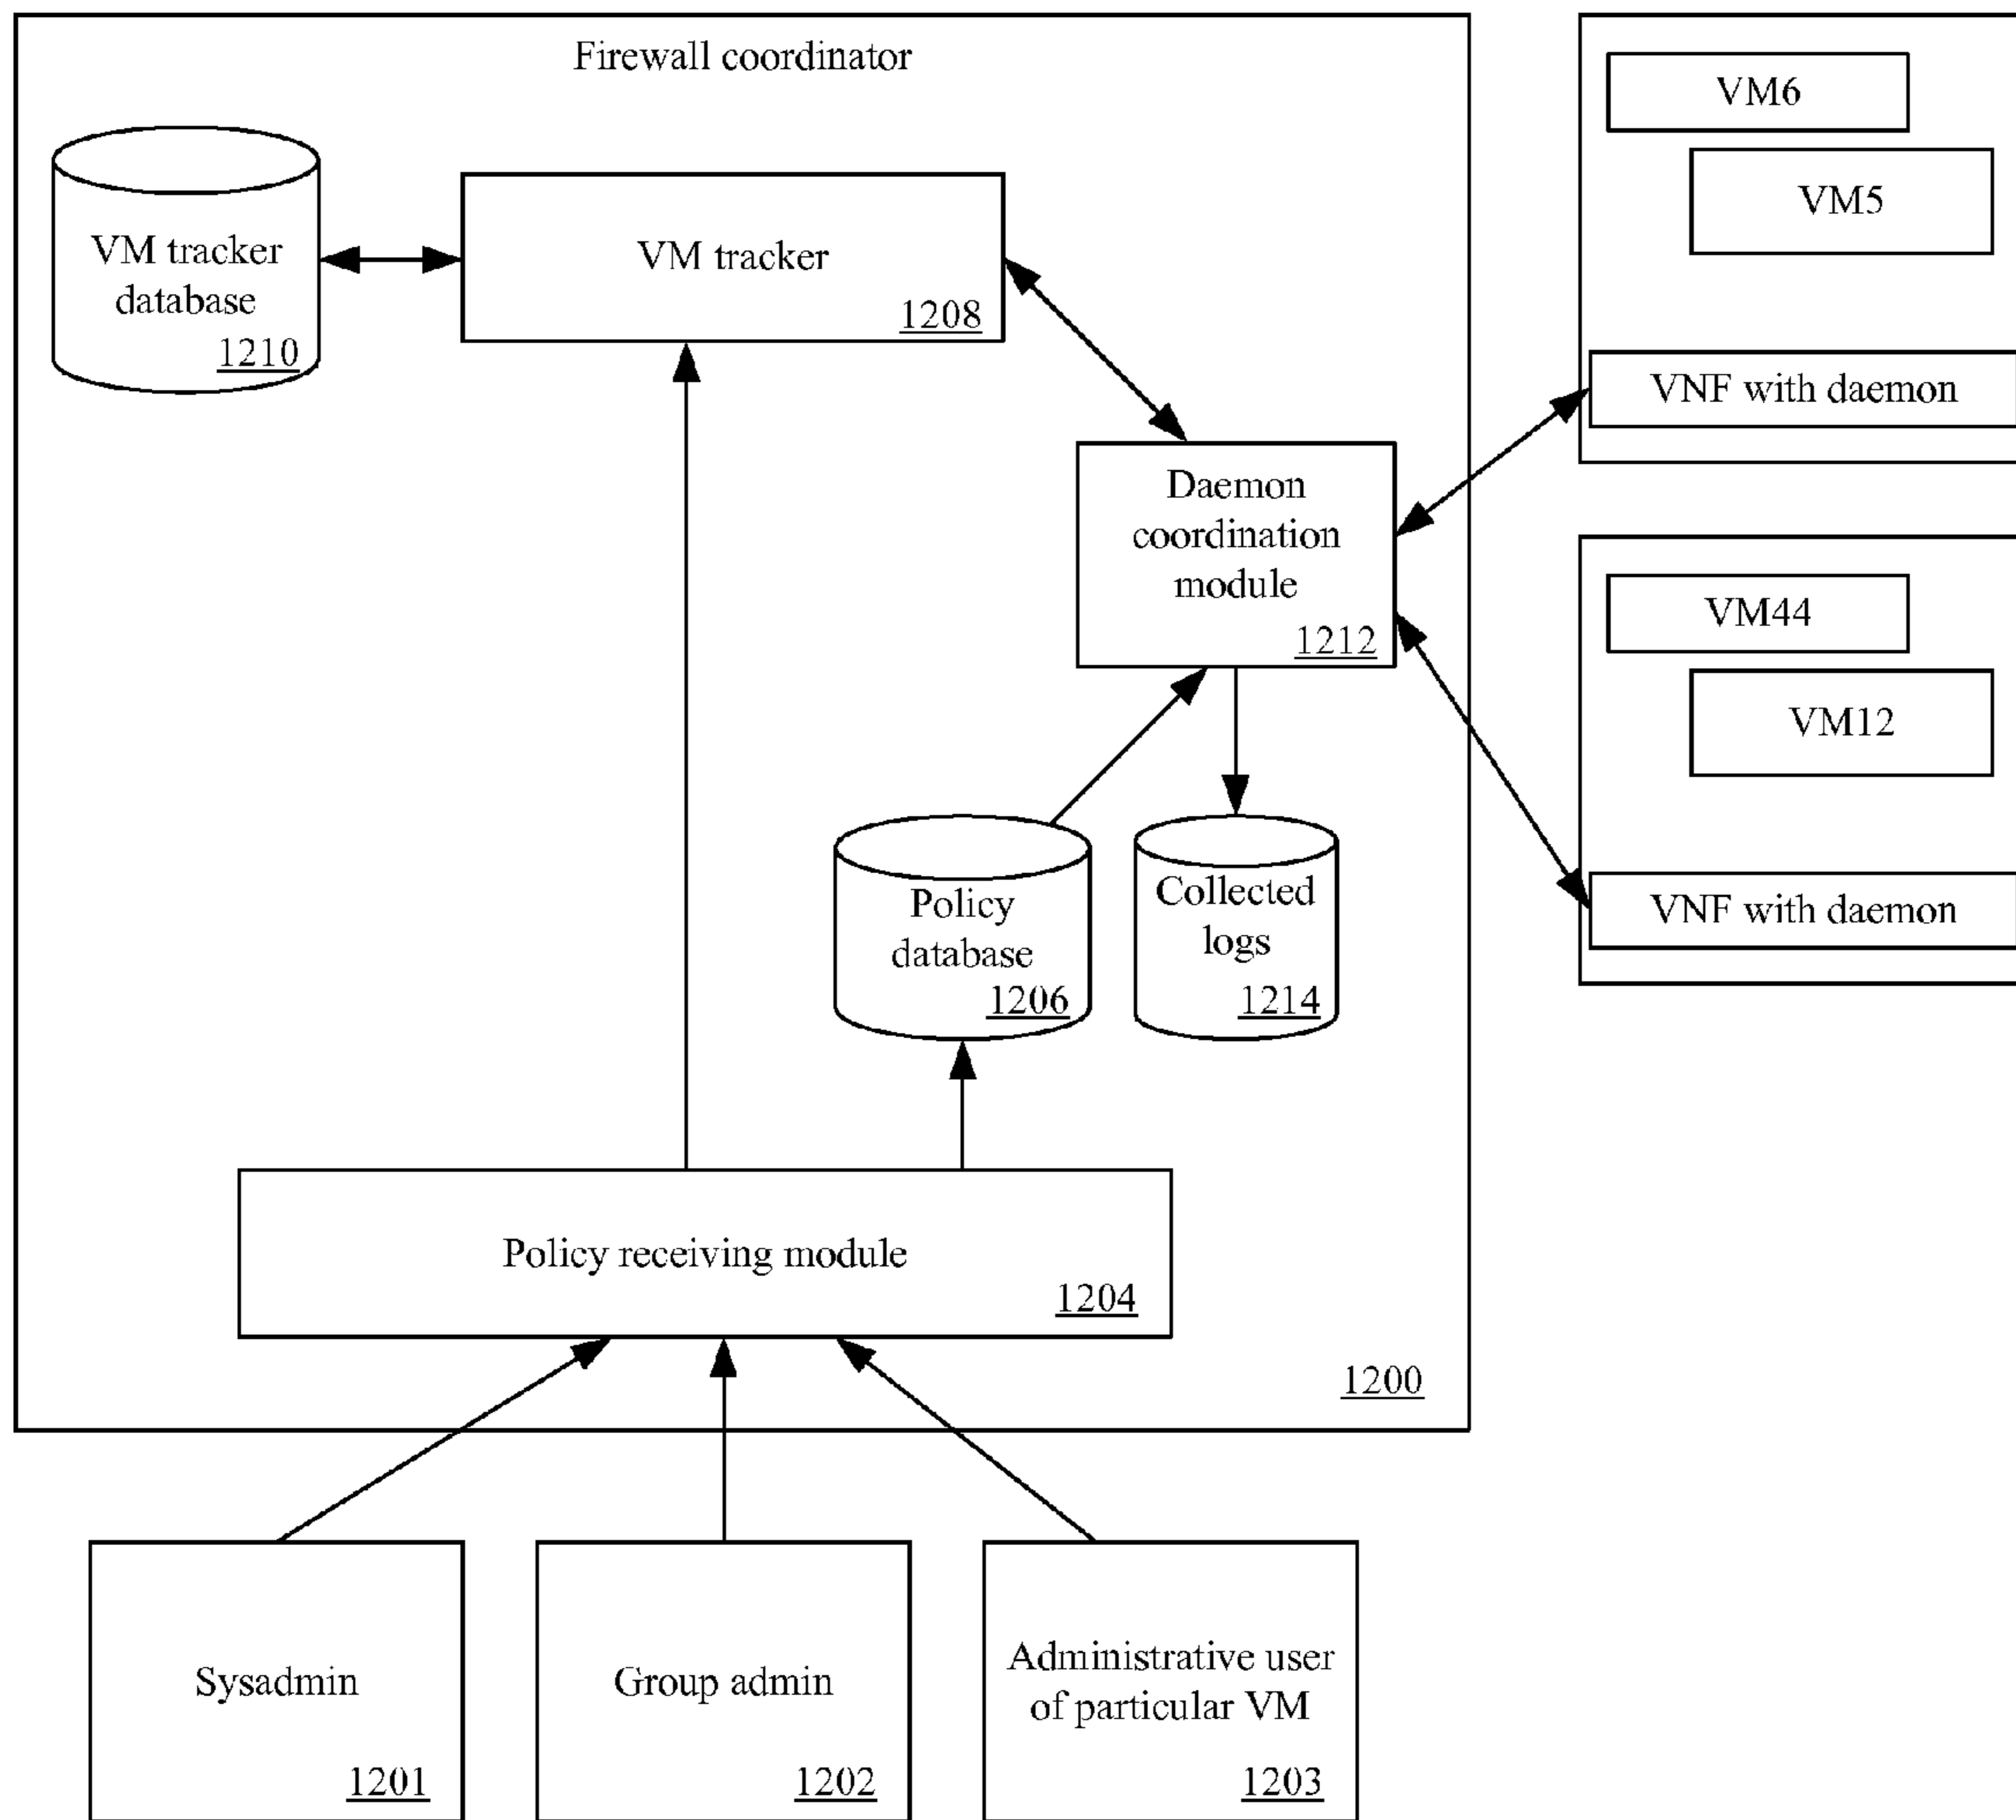 Firewall coordinator
VM tracker
database
1210
VM tracker
1208
Daemon
coordination
module
1212
Policy
database
1206
Collected
logs
1214
Policy receiving module
1204
1200
VM6
VM5
VNF with daemon
VM44
VM12
VNF with daemon
Sysadmin
1201
Group admin
1202
Administrative user
of particular VM
1203